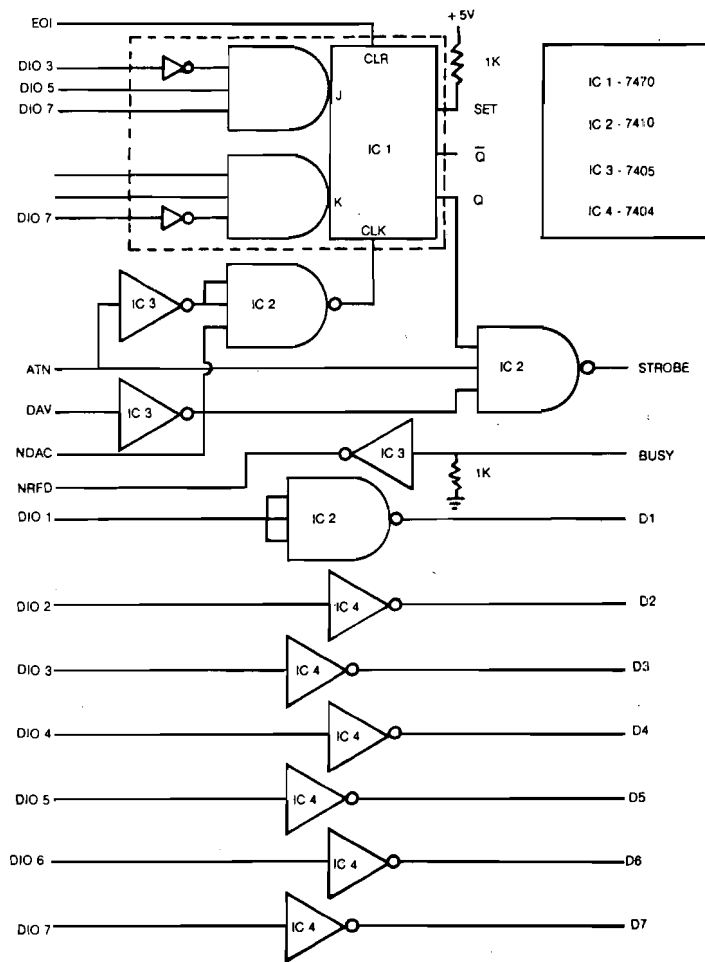 EOI
+ 5V
DIO 3
CLR
1K
DIO 5
J
DIO 7
SET
IC 1
Q
K
Q
DIO 7
CLK
IC 1 - 7470
IC 2 - 7410
IC 3 - 7405
IC 4 - 7404
IC 3
IC 2
ATN
IC 2
STROBE
DAV
IC 3
NDAC
IC 3
BUSY
NRFD
1K
DIO 1
IC 2
D1
DIO 2
IC 4
D2
DIO 3
IC 4
D3
DIO 4
IC 4
D4
DIO 5
IC 4
D5
DIO 6
IC 4
D6
DIO 7
IC 4
D7